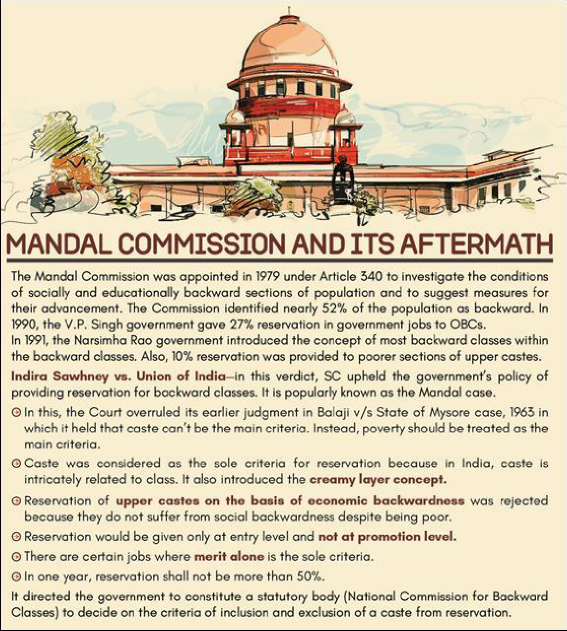 MANDAL COMMISSION AND ITS AFTERMATH
The Mandal Commission was appointed in 1979 under Article 340 to investigate the conditions
of socially and educationally backward sections of population and to suggest measures for
their advancement. The Commission identified nearly 52% of the population as backward. In
1990, the V.P. Singh government gave 27% reservation in government jobs to OBCs.
In 1991, the Narsimha Rao government introduced the concept of most backward classes within
the backward classes. Also, 10% reservation was provided to poorer sections of upper castes.
Indira Sawhney vs. Union of India—in this verdict, SC upheld the government's policy of
providing reservation for backward classes. It is popularly known as the Mandal case.
In this, the Court overruled its earlier judgment in Balaji v/s State of Mysore case, 1963 in
which it held that caste can't be the main criteria. Instead, poverty should be treated as the
main criteria.
Caste was considered as the sole criteria for reservation because in India, caste is
intricately related to class. It also introduced the creamy layer concept.
Reservation of upper castes on the basis of economic backwardness was rejected
because they do not suffer from social backwardness despite being poor.
Reservation would be given only at entry level and not at promotion level.
There are certain jobs where merit alone is the sole criteria.
In one year, reservation shall not be more than 50%.
It directed the government to constitute a statutory body (National Commission for Backward
Classes) to decide on the criteria of inclusion and exclusion of a caste from reservation.